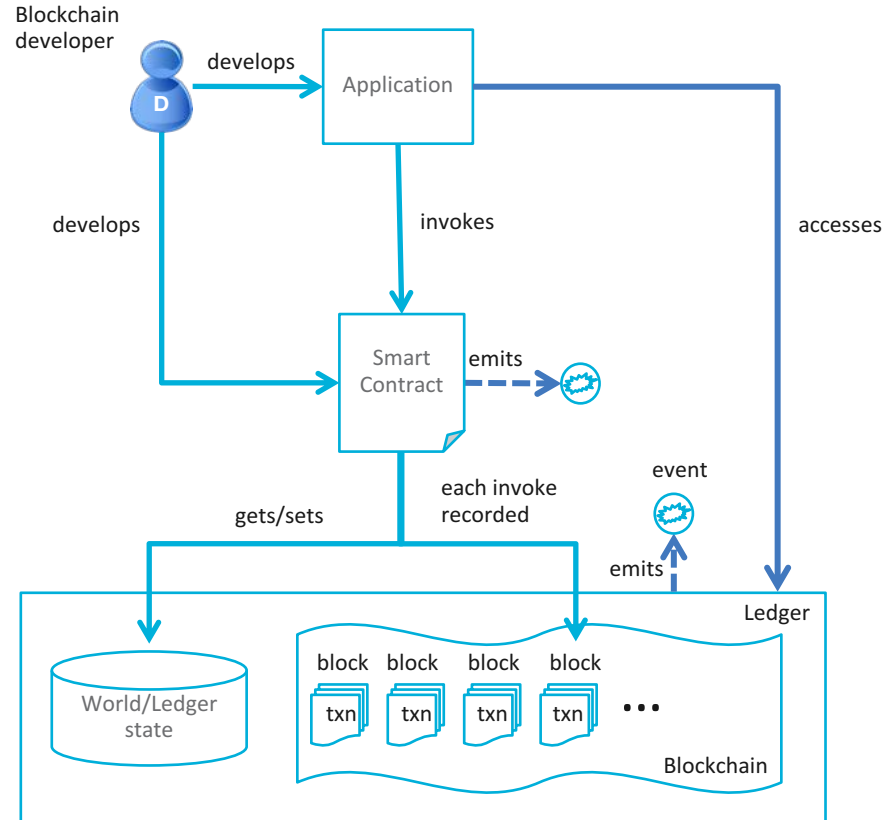 Blockchain
developer
develops
Application
D
develops
invokes
accesses
Smart
Contract
emits
event
gets/sets
each invoke
recorded
emits
Ledger
block block block block
txn txn txn txn ...
World/Ledger
state
Blockchain